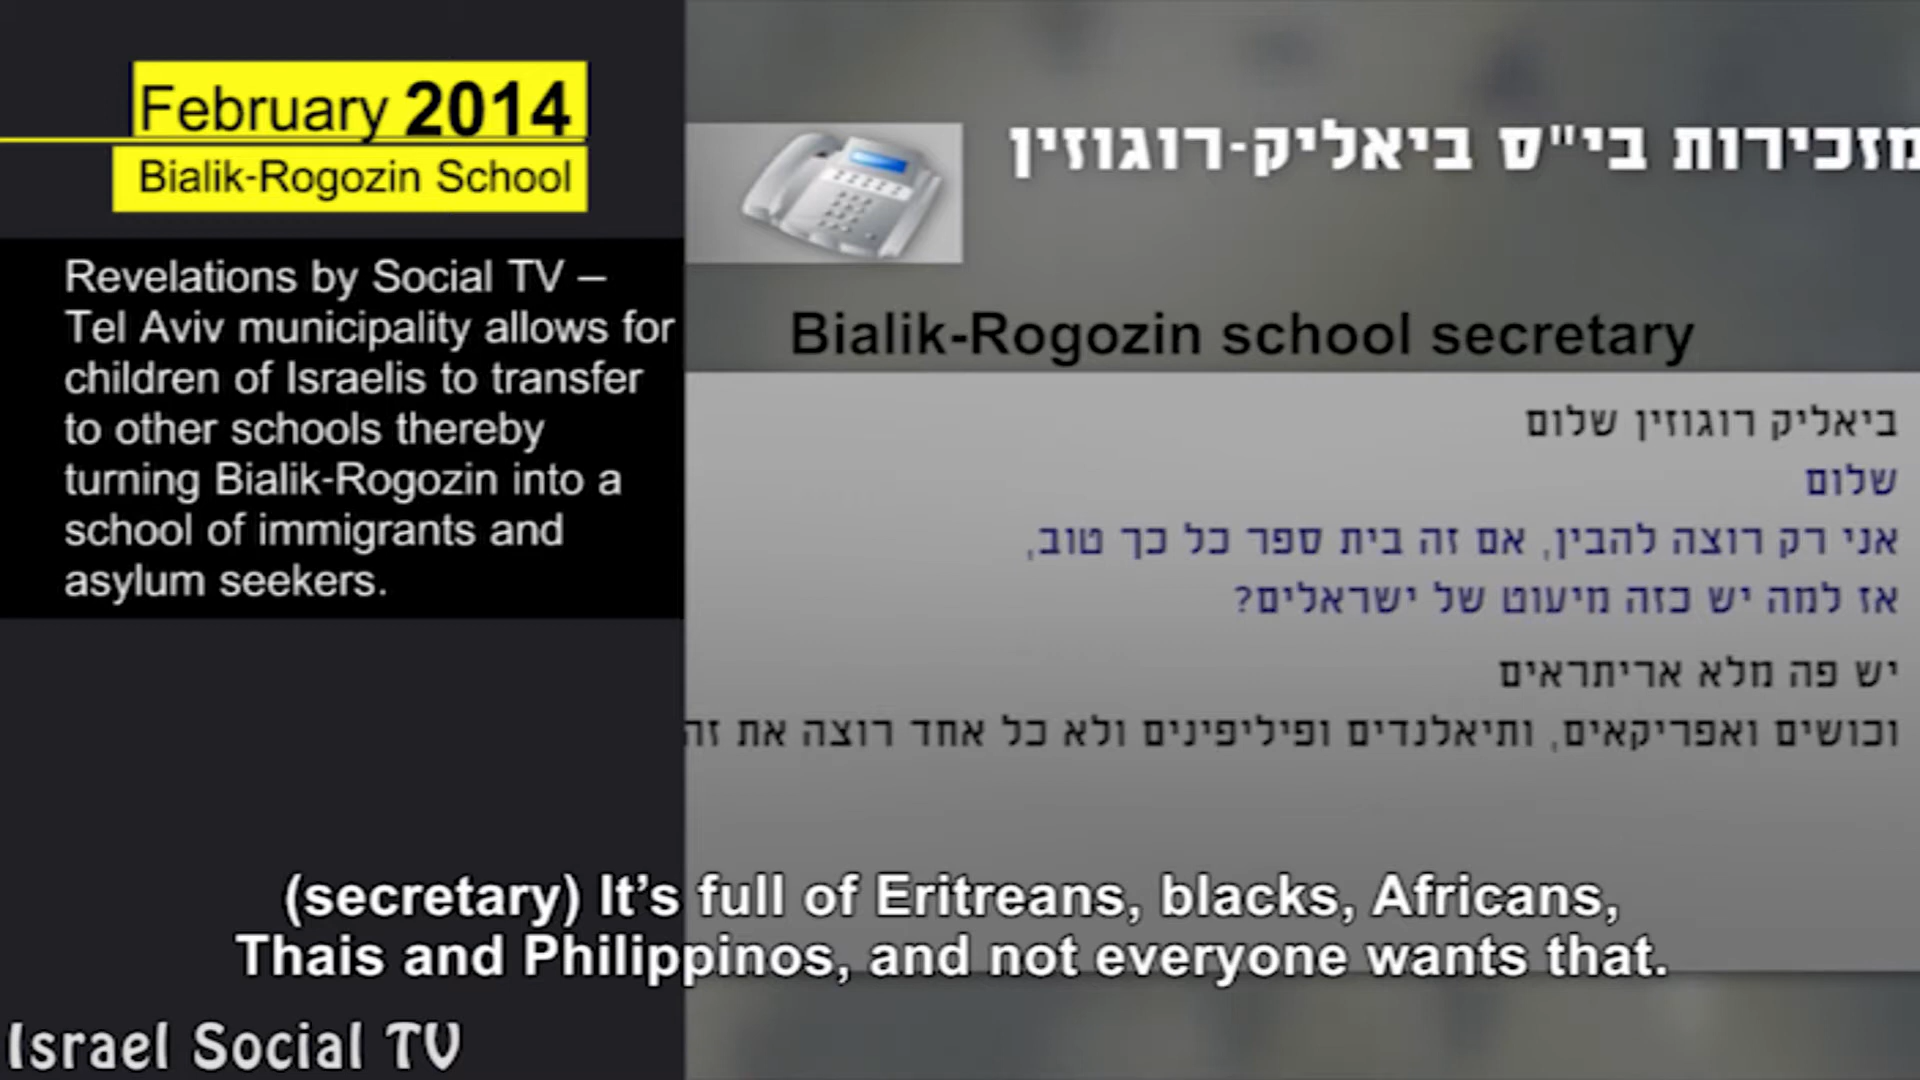 February 2014
Bialik-Rogozin School
Revelations by Social TV –
Tel Aviv municipality allows for
children of Israelis to transfer
to other schools thereby
turning Bialik-Rogozin into a
school of immigrants and
asylum seekers.
מזכירות בי"ס ביאליק-רוגוזין
Bialik-Rogozin school secretary
ביאליק רוגוזין שלום
שלום
אני רק רוצה להבין, אם זה בית ספר כל כך טוב,
אז למה יש כזה מיעוט של ישראלים?
יש פה מלא אריתראים
וכושים ואפריקאים, ותיאלנדים ופיליפינים ולא כל אחד רוצה את זה
(secretary) It’s full of Eritreans, blacks, Africans,
Thais and Philippinos, and not everyone wants that.
Israel Social TV